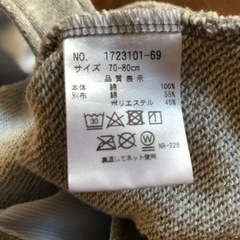 NO. 1723101-69
サイズ 70-80cm
品質表示
本体 綿 100%
別布 綿 55%
ポリエステル 45%
30
裏返してネット使用
NR-228